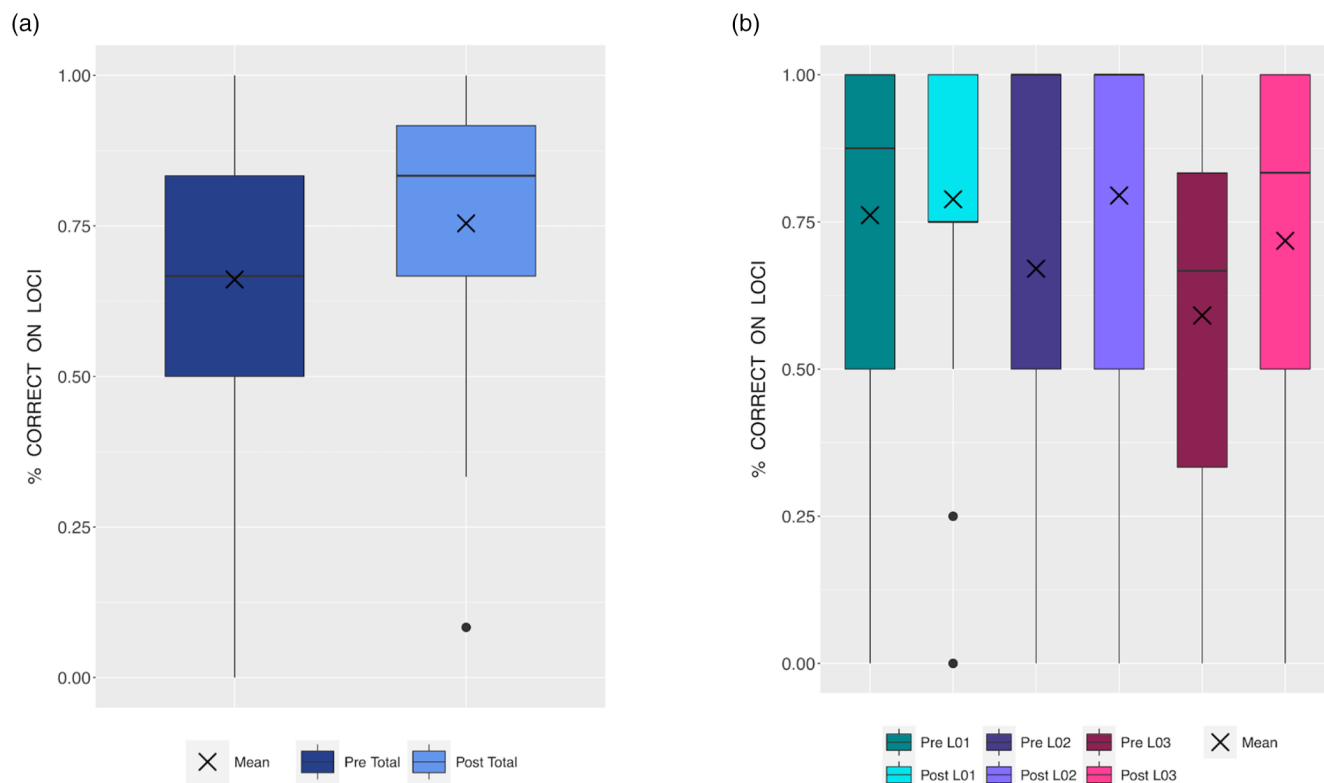 (a)
(b)
% CORRECT ON LOCI
1.00
0.75
0.50
0.25
0.00
Mean
Pre Total
Post Total
% CORRECT ON LOCI
1.00
0.75
0.50
0.25
0.00
Pre L01
Pre L02
Pre L03
Mean
Post L01
Post L02
Post L03